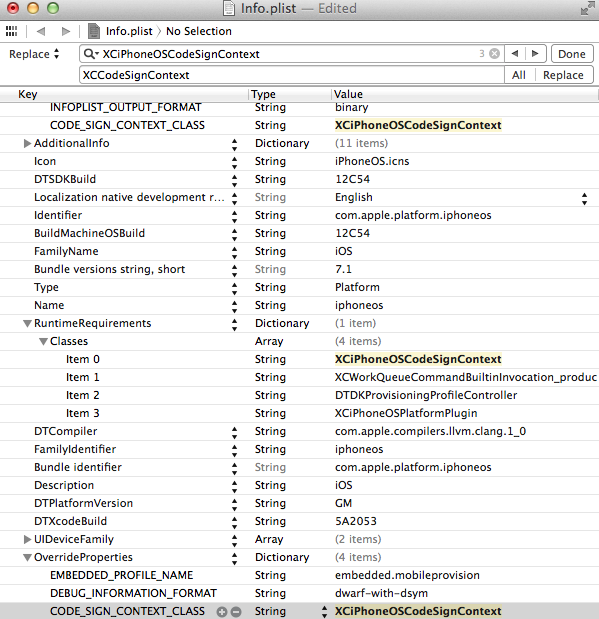 Info.plist — Edited
Info.plist No Selection
Replace XCiPhoneOSCodeSignContext 3 Done
XCCodeSignContext All Replace
Key Type Value
INFOPLIST_OUTPUT_FORMAT String binary
CODE_SIGN_CONTEXT_CLASS String XCiPhoneOSCodeSignContext
AdditionalInfo Dictionary (11 items)
Icon String iPhoneOS.icns
DTSDKBuild String 12C54
Localization native development r... String English
Identifier String com.apple.platform.iphoneos
BuildMachineOSBuild String 12C54
FamilyName String iOS
Bundle versions string, short String 7.1
Type String Platform
Name String iphoneos
RuntimeRequirements Dictionary (1 item)
Classes Array (4 items)
Item 0 String XCiPhoneOSCodeSignContext
Item 1 String XCWorkQueueCommandBuiltinInvocation_produc
Item 2 String DTDKProvisioningProfileController
Item 3 String XCiPhoneOSPlatformPlugin
DTCompiler String com.apple.compilers.llvm.clang.1_0
FamilyIdentifier String iphoneos
Bundle identifier String com.apple.platform.iphoneos
Description String iOS
DTPlatformVersion String GM
DTXcodeBuild String 5A2053
UIDeviceFamily Array (2 items)
OverrideProperties Dictionary (4 items)
EMBEDDED_PROFILE_NAME String embedded.mobileprovision
DEBUG_INFORMATION_FORMAT String dwarf-with-dsym
CODE_SIGN_CONTEXT_CLASS String XCiPhoneOSCodeSignContext